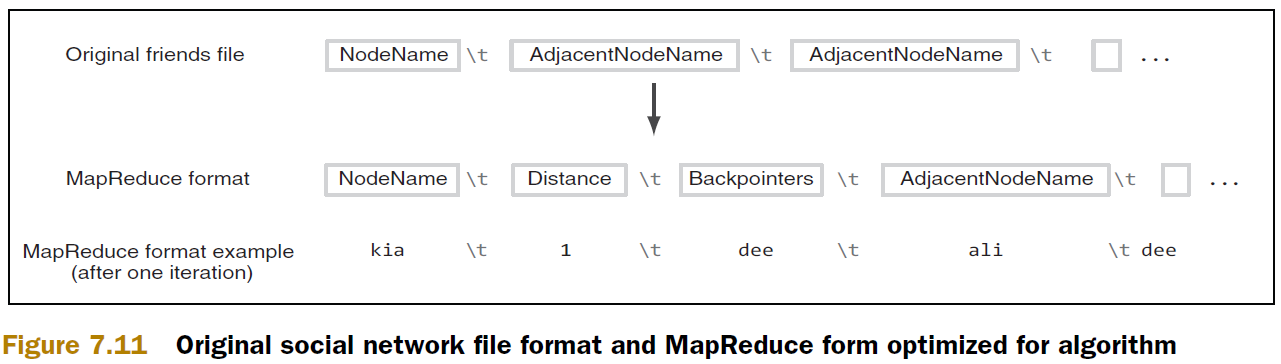 Original friends file NodeName \t AdjacentNodeName \t AdjacentNodeName \t ...
MapReduce format NodeName \t Distance \t Backpointers \t AdjacentNodeName \t ...
MapReduce format example kia \t 1 \t dee \t ali \t dee
(after one iteration)
Figure 7.11 Original social network file format and MapReduce form optimized for algorithm